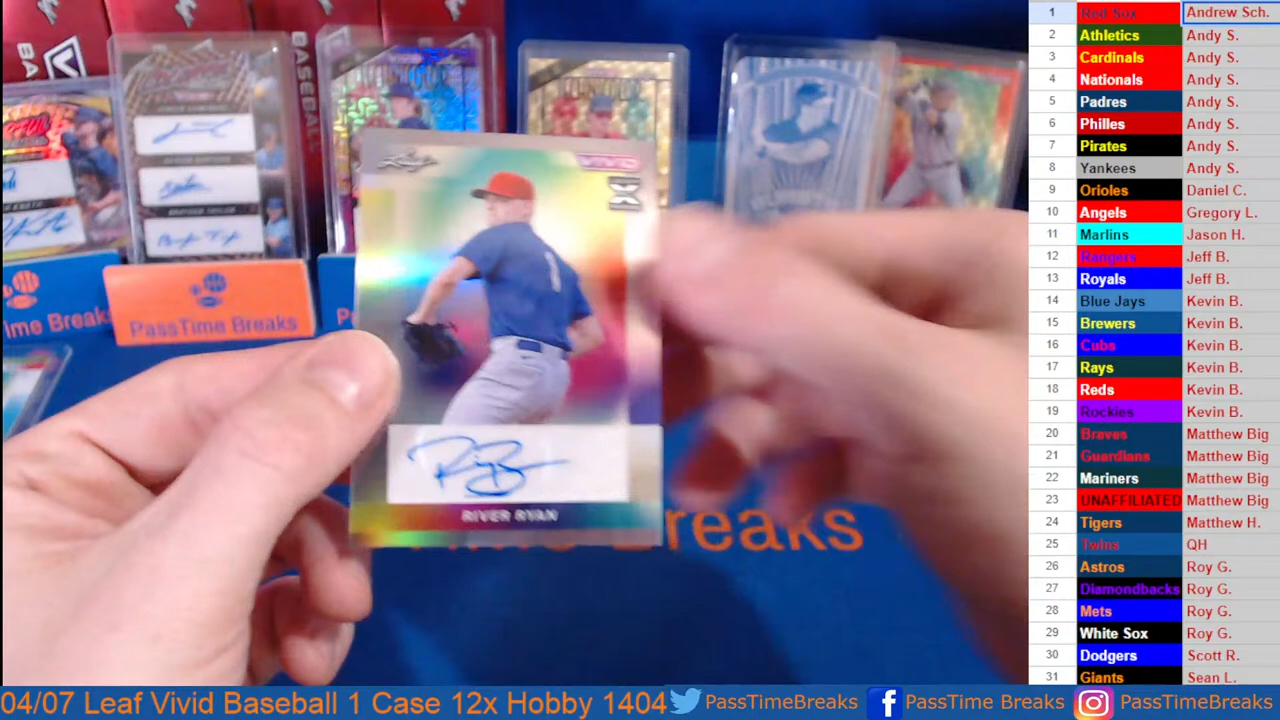 BASEBALL
Leaf
VIVID
RIVER RYAN
PassTime Breaks
Time Breaks
Breaks
1 Red Sox Andrew Sch.
2 Athletics Andy S.
3 Cardinals Andy S.
4 Nationals Andy S.
5 Padres Andy S.
6 Philles Andy S.
7 Pirates Andy S.
8 Yankees Andy S.
9 Orioles Daniel C.
10 Angels Gregory L.
11 Marlins Jason H.
12 Rangers Jeff B.
13 Royals Jeff B.
14 Blue Jays Kevin B.
15 Brewers Kevin B.
16 Cubs Kevin B.
17 Rays Kevin B.
18 Reds Kevin B.
19 Rockies Kevin B.
20 Braves Matthew Big
21 Guardians Matthew Big
22 Mariners Matthew Big
23 UNAFFILIATED Matthew Big
24 Tigers Matthew H.
25 Twins QH
26 Astros Roy G.
27 Diamondbacks Roy G.
28 Mets Roy G.
29 White Sox Roy G.
30 Dodgers Scott R.
31 Giants Sean L.
04/07 Leaf Vivid Baseball 1 Case 12x Hobby 1404 PassTimeBreaks PassTime Breaks PassTimeBreaks